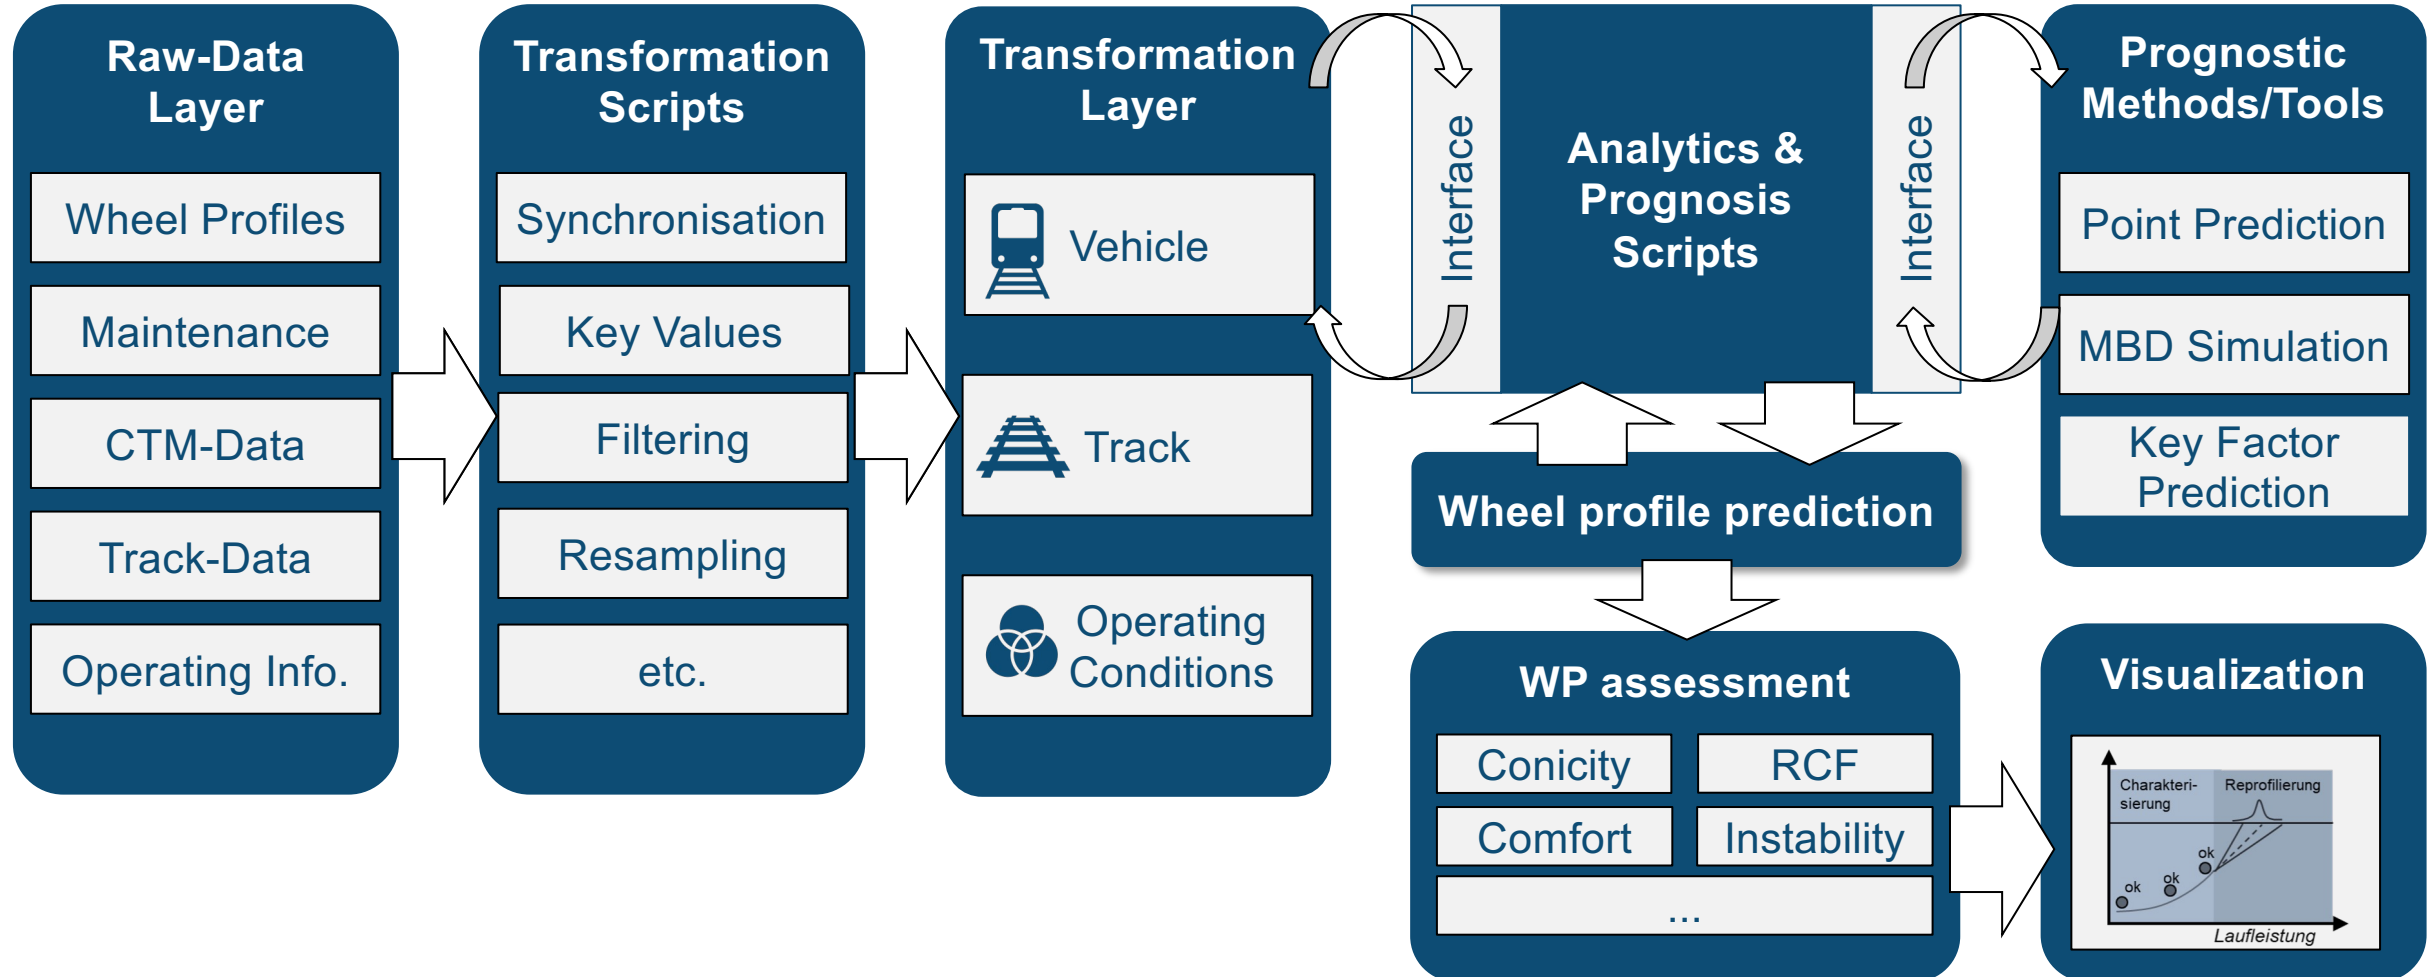 Raw-Data
Layer
Wheel Profiles
Maintenance
CTM-Data
Track-Data
Operating Info.
Transformation
Scripts
Synchronisation
Key Values
Filtering
Resampling
etc.
Transformation
Layer
Vehicle
Track
Operating
Conditions
Interface
Analytics &
Prognosis
Scripts
Interface
Prognostic
Methods/Tools
Point Prediction
MBD Simulation
Key Factor
Prediction
Wheel profile prediction
WP assessment
Conicity
RCF
Comfort
Instability
...
Visualization
Charakteri-
sierung
Reprofilierung
ok
ok
ok
Laufleistung